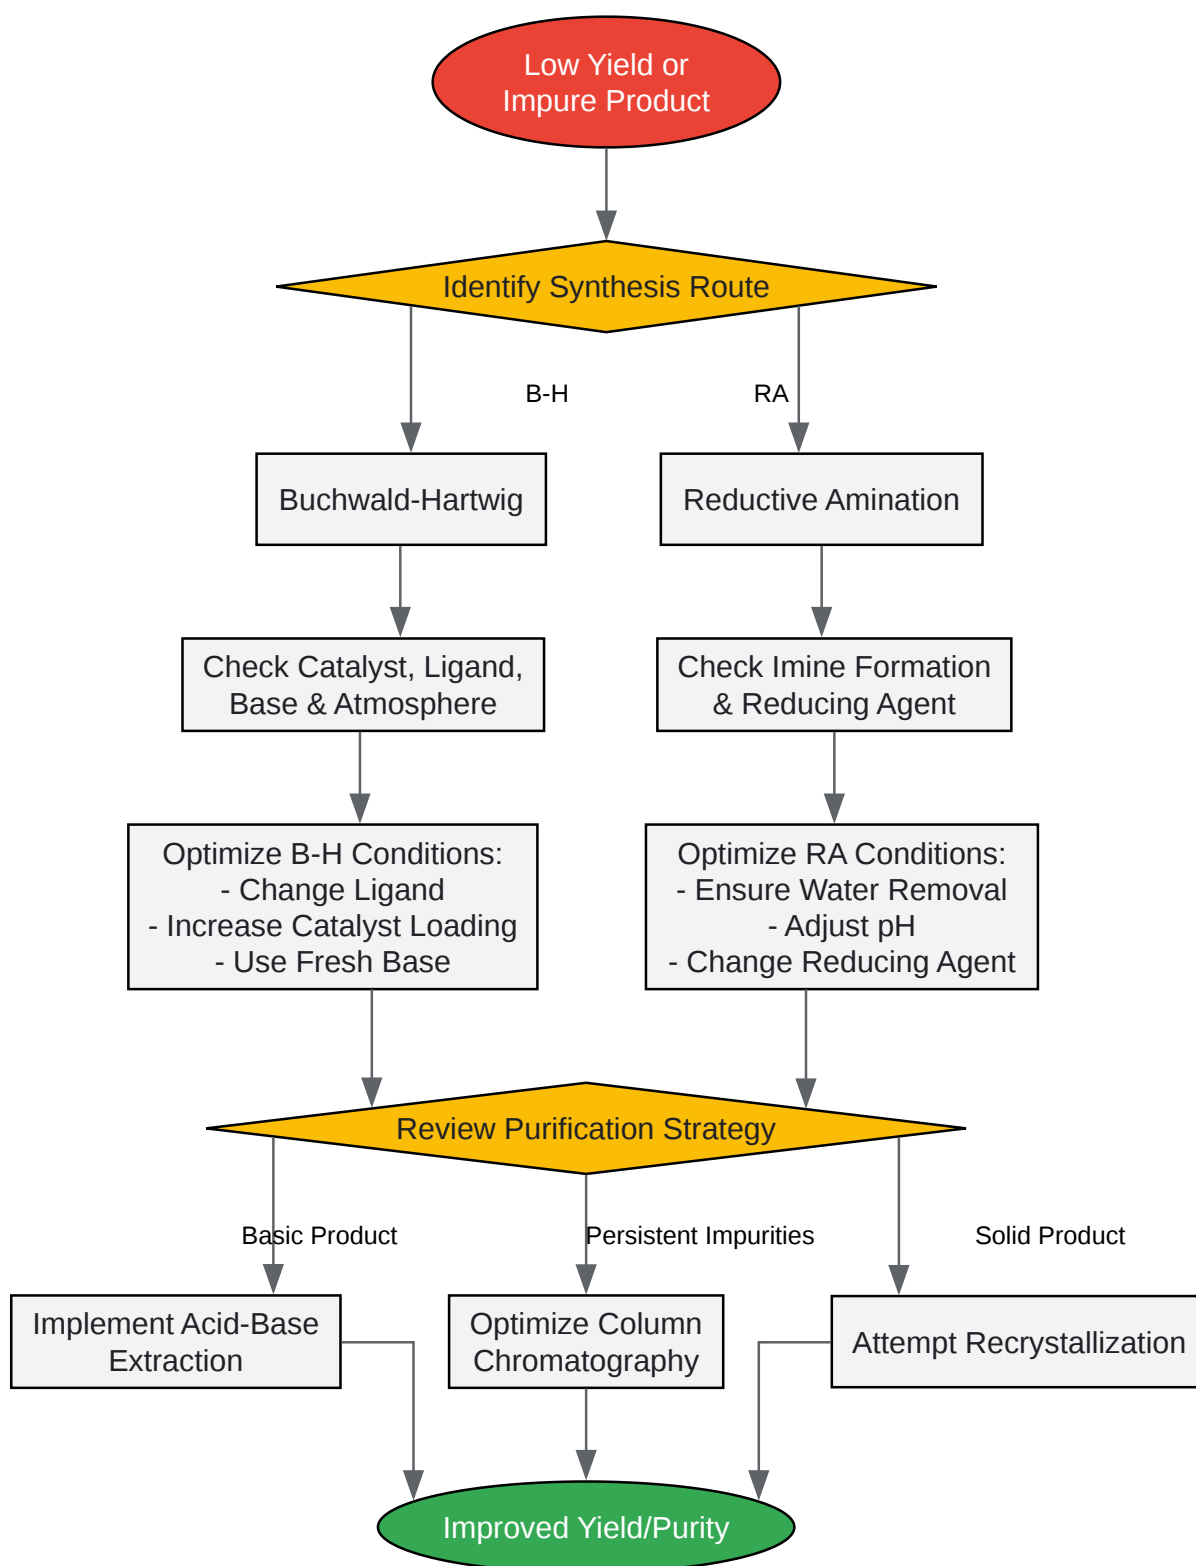 Low Yield or
Impure Product
Identify Synthesis Route
B-H
RA
Buchwald-Hartwig
Reductive Amination
Check Catalyst, Ligand,
Base & Atmosphere
Check Imine Formation
& Reducing Agent
Optimize B-H Conditions:
- Change Ligand
- Increase Catalyst Loading
- Use Fresh Base
Optimize RA Conditions:
- Ensure Water Removal
- Adjust pH
- Change Reducing Agent
Review Purification Strategy
Basic Product
Persistent Impurities
Solid Product
Implement Acid-Base
Extraction
Optimize Column
Chromatography
Attempt Recrystallization
Improved Yield/Purity